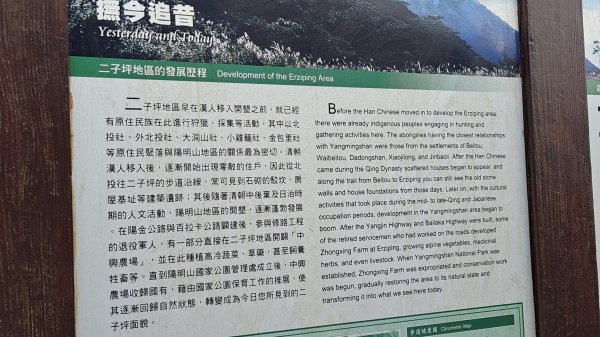 撫今追昔
Yesterday and Today
二子坪地區的發展歷程 Development of the Erziping Area
二子坪地區早在漢人移入開墾之前，就已經
有原住民族在此進行狩獵、採集等活動，其中以北
投社、外北投社、大洞山社、小雞籠社、金包里社
等原住民聚落與陽明山地區的關係最為密切，清朝
漢人移入後，逐漸開始出現零散的住戶，因此從北
投往二子坪的步道沿線，常可見到石砌的駁坎、房
屋基址等建築遺跡，其後隨著清朝中後葉及日治時
期的人文活動，陽明山地區的開墾，逐漸蓬勃發展
。在陽金公路與百拉卡公路闢建後，參與修路工程
的退役軍人，有一部分直接在二子坪地區開闢「中
興農場」，並在此種植高冷蔬菜、草藥，甚至飼養
牲畜等。直到陽明山國家公園管理處成立後，中興
農場收歸國有，藉由國家公園保育工作的推展，使
其逐漸回歸自然狀態，轉變成為今日您所見到的二
子坪面貌。
Before the Han Chinese moved in to develop the Erziping area,
there were already indigenous peoples engaging in hunting and
gathering activities here. The aborigines having the closest relationships
with Yangmingshan were those from the settlements of Beitou,
Waibeitou, Dadongshan, Xiaojilong, and Jinbaoli. After the Han Chinese
came during the Qing Dynasty scattered houses began to appear, and
along the trail from Beitou to Erziping you can still see the old stone
walls and house foundations from those days. Later on, with the cultural
activities that took place during the mid- to late-Qing and Japanese
occupation periods, development in the Yangmingshan area began to
boom. After the Yangjin Highway and Bailaka Highway were built, some
of the retired servicemen who had worked on the roads developed
Zhongxing Farm at Erziping, growing alpine vegetables, medicinal
herbs, and even livestock. When Yangmingshan National Park was
established, Zhongxing Farm was expropriated and conservation work
was begun, gradually restoring the area to its natural state and
transforming it into what we see here today.
步道坡度圖 Clinometric Map